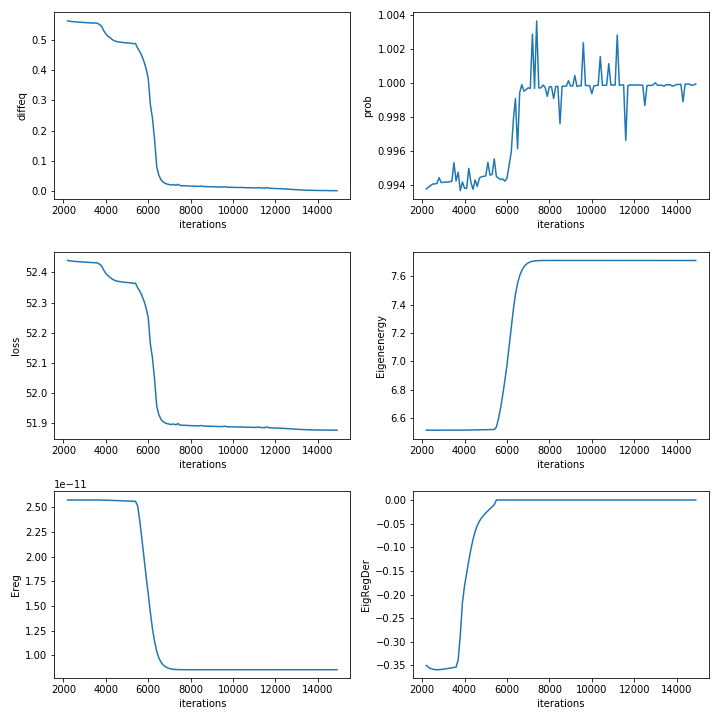 diffeq
0.5
0.4
0.3
0.2
0.1
0.0
2000 4000 6000 8000 10000 12000 14000
iterations
prob
1.004
1.002
1.000
0.998
0.996
0.994
2000 4000 6000 8000 10000 12000 14000
iterations
loss
52.4
52.3
52.2
52.1
52.0
51.9
2000 4000 6000 8000 10000 12000 14000
iterations
Eigenenergy
7.6
7.4
7.2
7.0
6.8
6.6
2000 4000 6000 8000 10000 12000 14000
iterations
1e−11
Ereg
2.50
2.25
2.00
1.75
1.50
1.25
1.00
2000 4000 6000 8000 10000 12000 14000
iterations
EigRegDer
0.00
−0.05
−0.10
−0.15
−0.20
−0.25
−0.30
−0.35
2000 4000 6000 8000 10000 12000 14000
iterations